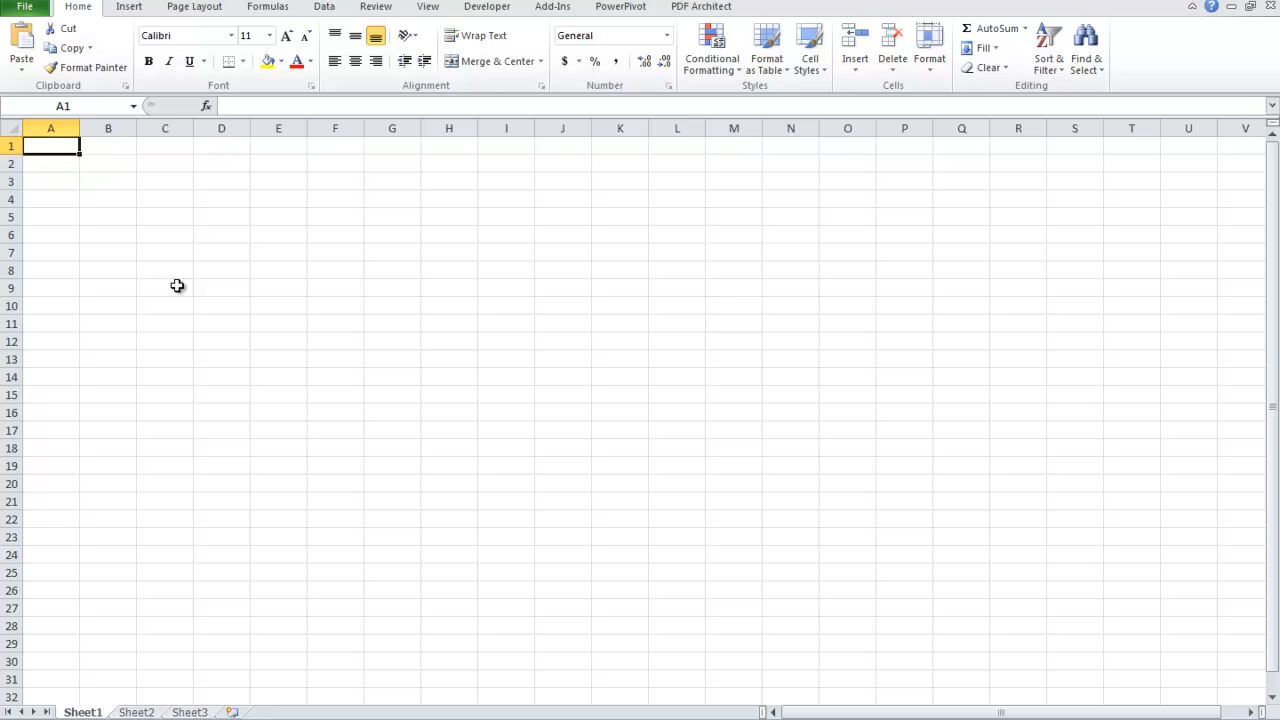 File Home Insert Page Layout Formulas Data Review View Developer Add-Ins PowerPivot PDF Architect
Cut
Copy
Format Painter
Paste
Clipboard
Calibri 11
B I U
Font
Wrap Text
Merge & Center
Alignment
General
$ % ,
Number
Conditional Formatting
Format as Table
Cell Styles
Styles
Insert
Delete
Format
Cells
Σ AutoSum
Fill
Clear
Sort & Filter
Find & Select
Editing
A1 fx
A B C D E F G H I J K L M N O P Q R S T U V
1
2
3
4
5
6
7
8
9
10
11
12
13
14
15
16
17
18
19
20
21
22
23
24
25
26
27
28
29
30
31
32
Sheet1 Sheet2 Sheet3